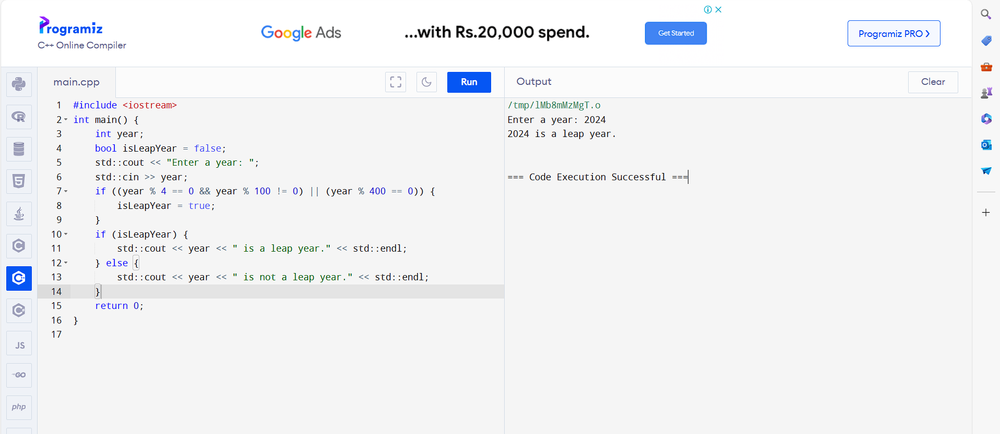 Programiz
C++ Online Compiler
Google Ads
...with Rs.20,000 spend.
Get Started
Programiz PRO ›
main.cpp
Run
Output
Clear
1 #include <iostream>
2 int main() {
3     int year;
4     bool isLeapYear = false;
5     std::cout << "Enter a year: ";
6     std::cin >> year;
7     if ((year % 4 == 0 && year % 100 != 0) || (year % 400 == 0)) {
8         isLeapYear = true;
9     }
10     if (isLeapYear) {
11         std::cout << year << " is a leap year." << std::endl;
12     } else {
13         std::cout << year << " is not a leap year." << std::endl;
14     }
15     return 0;
16 }
17
/tmp/lMb8mMzMgT.o
Enter a year: 2024
2024 is a leap year.
=== Code Execution Successful ===
R
5
C
C++
C#
JS
GO
php